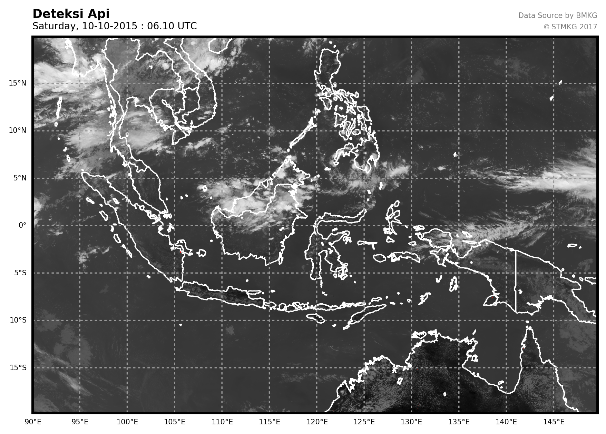 Deteksi Api
Saturday, 10-10-2015 : 06.10 UTC
Data Source by BMKG
© STMKG 2017
15°N
10°N
5°N
0°
5°S
10°S
15°S
90°E 95°E 100°E 105°E 110°E 115°E 120°E 125°E 130°E 135°E 140°E 145°E